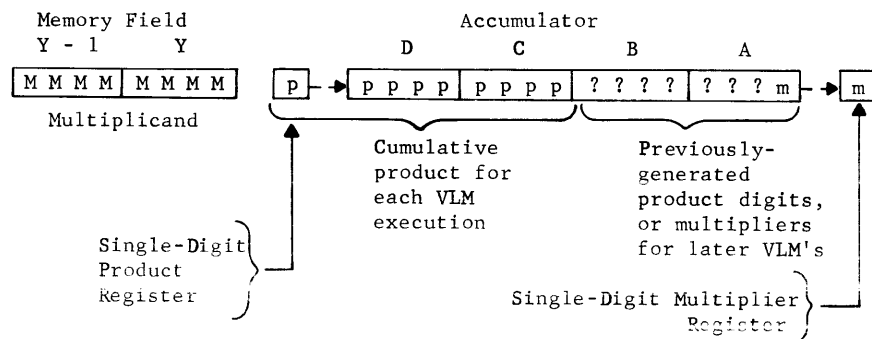 Memory Field
Accumulator
Y - 1 Y
D C B A
M M M M M M M M
p p p p p p p p p ? ? ? ? ? ? ? m m
Multiplicand
Cumulative
product for
each VLM
execution
Previously-
generated
product digits,
or multipliers
for later VLM's
Single-Digit
Product
Register
Single-Digit Multiplier
Register